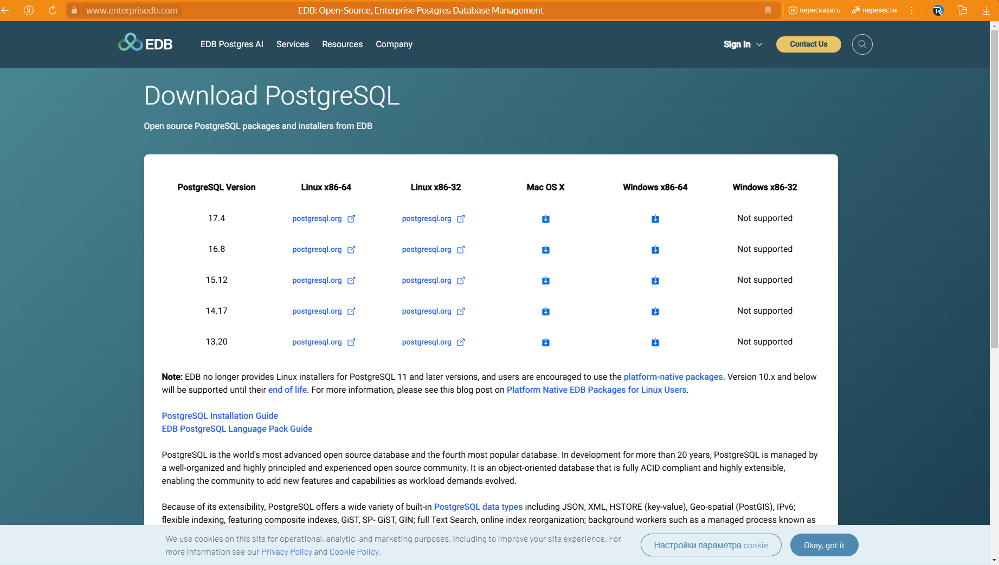 www.enterprisedb.com
EDB: Open-Source, Enterprise Postgres Database Management
пересказать
перевести
EDB
EDB Postgres AI
Services
Resources
Company
Sign In
Contact Us
Download PostgreSQL
Open source PostgreSQL packages and installers from EDB
PostgreSQL Version Linux x86-64 Linux x86-32 Mac OS X Windows x86-64 Windows x86-32
17.4 postgresql.org postgresql.org Not supported
16.8 postgresql.org postgresql.org Not supported
15.12 postgresql.org postgresql.org Not supported
14.17 postgresql.org postgresql.org Not supported
13.20 postgresql.org postgresql.org Not supported
Note: EDB no longer provides Linux installers for PostgreSQL 11 and later versions, and users are encouraged to use the platform-native packages. Version 10.x and below
will be supported until their end of life. For more information, please see this blog post on Platform Native EDB Packages for Linux Users.
PostgreSQL Installation Guide
EDB PostgreSQL Language Pack Guide
PostgreSQL is the world's most advanced open source database and the fourth most popular database. In development for more than 20 years, PostgreSQL is managed by
a well-organized and highly principled and experienced open source community. It is an object-oriented database that is fully ACID compliant and highly extensible,
enabling the community to add new features and capabilities as workload demands evolved.
Because of its extensibility, PostgreSQL offers a wide variety of built-in PostgreSQL data types including JSON, XML, HSTORE (key-value), Geo-spatial (PostGIS), IPv6;
flexible indexing, featuring composite indexes, GiST, SP- GiST, GIN; full Text Search, online index reorganization; background workers such as a managed process known as
We use cookies on this site for operational, analytic, and marketing purposes, including to improve your site experience. For
more information see our Privacy Policy and Cookie Policy.
Настройки параметра cookie
Okay, got it